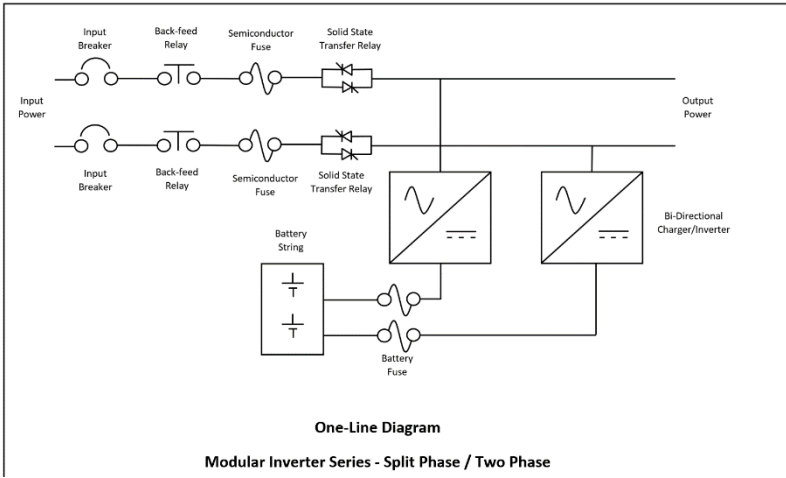 Input
Breaker
Back-feed
Relay
Semiconductor
Fuse
Solid State
Transfer Relay
Input
Power
Output
Power
Input
Breaker
Back-feed
Relay
Semiconductor
Fuse
Solid State
Transfer Relay
Bi-Directional
Charger/Inverter
Battery
String
Battery
Fuse
One-Line Diagram
Modular Inverter Series - Split Phase / Two Phase